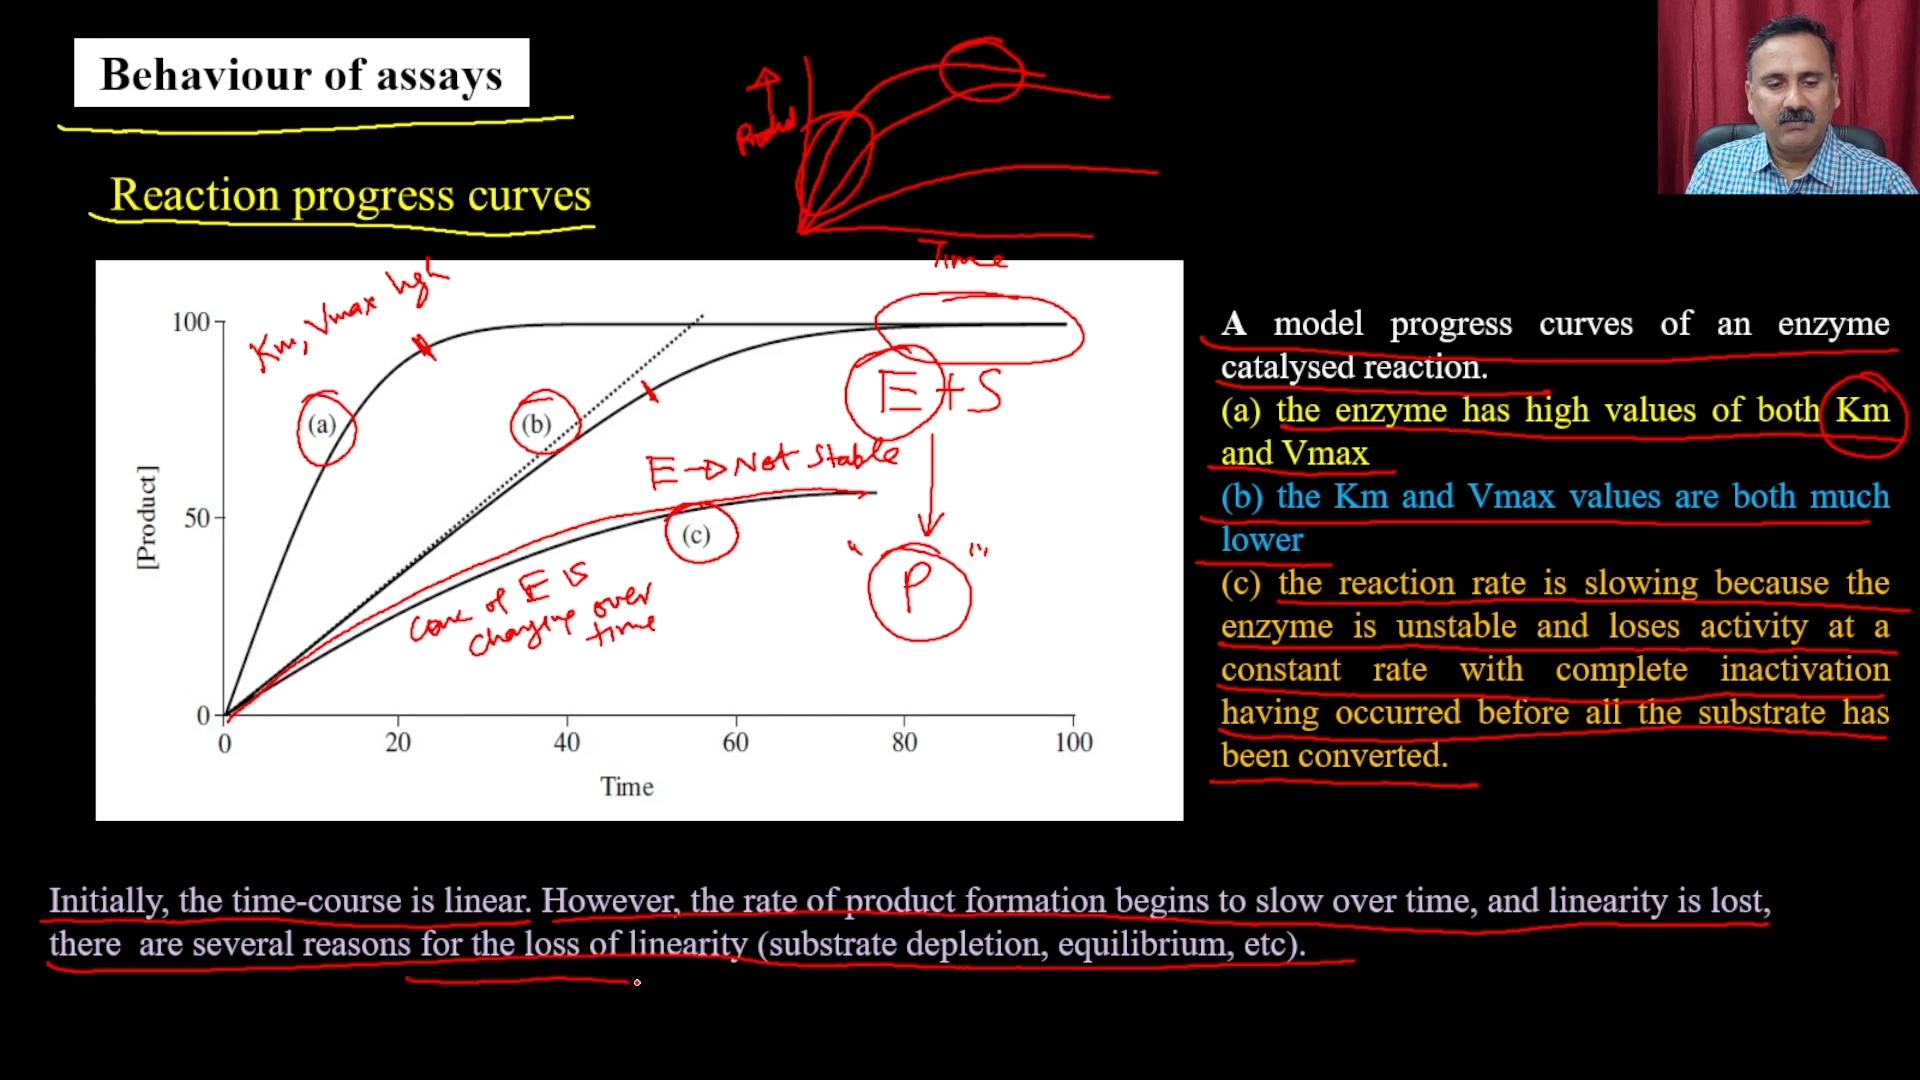 Behaviour of assays
Reaction progress curves
Product
Time
Km, Vmax high
100
(a)
(b)
E + S
E → Not Stable
[Product]
50
(c)
" P "
conc of E is
changing over
time
0
0 20 40 60 80 100
Time
A model progress curves of an enzyme
catalysed reaction.
(a) the enzyme has high values of both Km
and Vmax
(b) the Km and Vmax values are both much
lower
(c) the reaction rate is slowing because the
enzyme is unstable and loses activity at a
constant rate with complete inactivation
having occurred before all the substrate has
been converted.
Initially, the time-course is linear. However, the rate of product formation begins to slow over time, and linearity is lost,
there are several reasons for the loss of linearity (substrate depletion, equilibrium, etc).